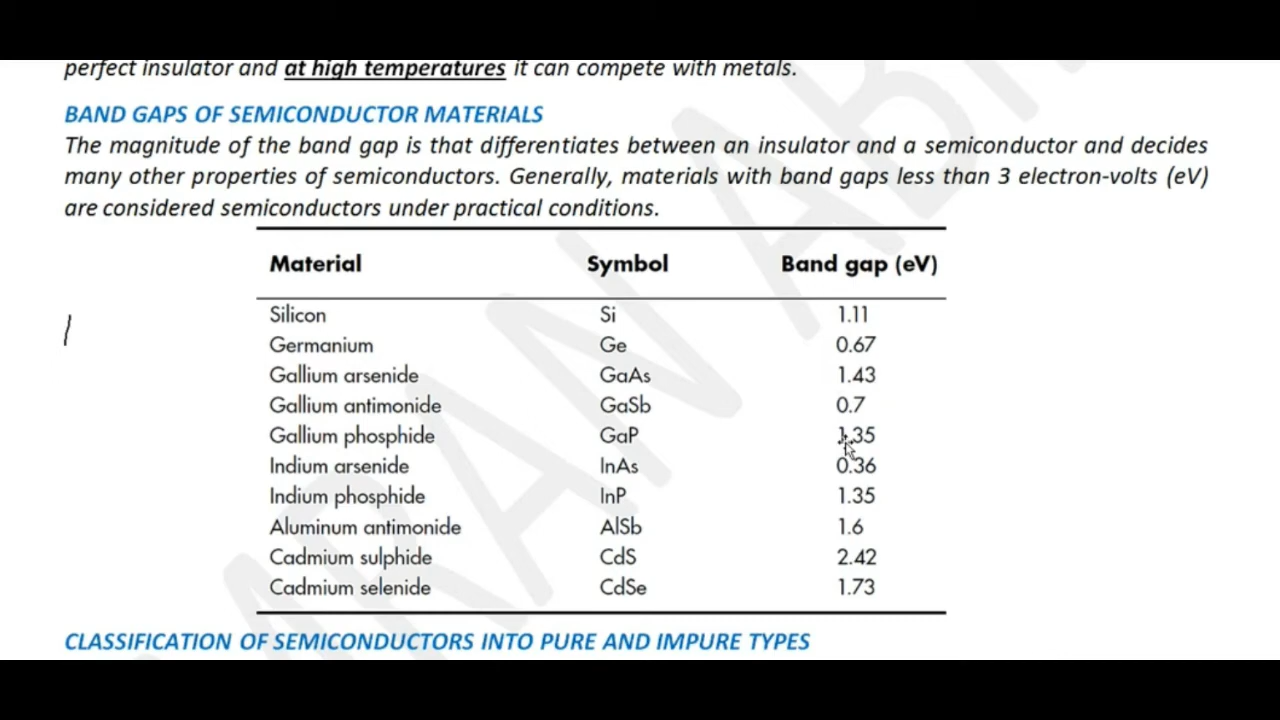 perfect insulator and at high temperatures it can compete with metals.
BAND GAPS OF SEMICONDUCTOR MATERIALS
The magnitude of the band gap is that differentiates between an insulator and a semiconductor and decides
many other properties of semiconductors. Generally, materials with band gaps less than 3 electron-volts (eV)
are considered semiconductors under practical conditions.
Material Symbol Band gap (eV)
Silicon Si 1.11
Germanium Ge 0.67
Gallium arsenide GaAs 1.43
Gallium antimonide GaSb 0.7
Gallium phosphide GaP 1.35
Indium arsenide InAs 0.36
Indium phosphide InP 1.35
Aluminum antimonide AlSb 1.6
Cadmium sulphide CdS 2.42
Cadmium selenide CdSe 1.73
CLASSIFICATION OF SEMICONDUCTORS INTO PURE AND IMPURE TYPES